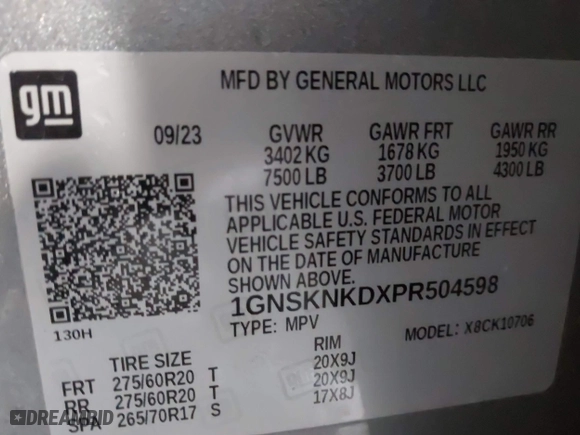 gm
MFD BY GENERAL MOTORS LLC
09/23 GVWR GAWR FRT GAWR RR
3402 KG 1678 KG 1950 KG
7500 LB 3700 LB 4300 LB
THIS VEHICLE CONFORMS TO ALL
APPLICABLE U.S. FEDERAL MOTOR
VEHICLE SAFETY STANDARDS IN EFFECT
ON THE DATE OF MANUFACTURE
SHOWN ABOVE.
1GNSKNKDXPR504598
130H
TYPE: MPV MODEL: X8CK10706
TIRE SIZE RIM
FRT 275/60R20 T 20X9J
RR 275/60R20 T 20X9J
SPA 265/70R17 S 17X8J
DREAMBID